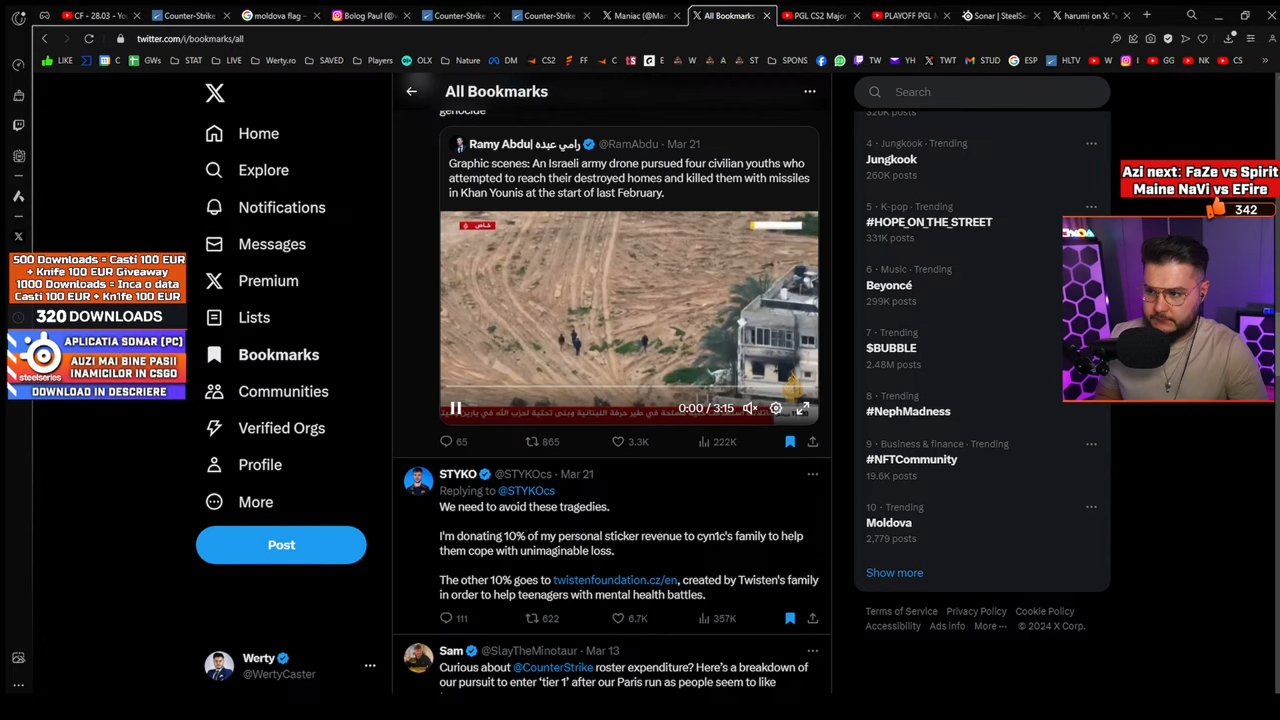 CF - 28.03 - You
Counter-Strike
moldova flag -
Bolog Paul (@v
Counter-Strike
Counter-Strike
Maniac (@Man
All Bookmarks
PGL CS2 Major
PLAYOFF PGL M
Sonar | SteelSe
harumi on X: "
twitter.com/i/bookmarks/all
LIKE
C
GWs
STAT
LIVE
Werty.ro
SAVED
Players
OLX
Nature
DM
CS2
FF
C
S
E
W
A
ST
SPONS
TW
YH
TWT
STUD
ESP
HLTV
W
I
GG
NK
CS
Home
Explore
Notifications
Messages
Premium
Lists
Bookmarks
Communities
Verified Orgs
Profile
More
Post
Werty
@WertyCaster
500 Downloads = Casti 100 EUR
+ Knife 100 EUR Giveaway
1000 Downloads = Inca o data
Casti 100 EUR + Kn1fe 100 EUR
320 DOWNLOADS
steelseries
APLICATIA SONAR (PC)
AUZI MAI BINE PASII
INAMICILOR IN CSGO
DOWNLOAD IN DESCRIERE
All Bookmarks
genocide
Ramy Abdu| رامي عبده @RamAbdu · Mar 21
Graphic scenes: An Israeli army drone pursued four civilian youths who
attempted to reach their destroyed homes and killed them with missiles
in Khan Younis at the start of last February.
خاص
0:00 / 3:15
65
865
3.3K
222K
STYKO @STYKOcs · Mar 21
Replying to @STYKOcs
We need to avoid these tragedies.
I'm donating 10% of my personal sticker revenue to cyn1c's family to help
them cope with unimaginable loss.
The other 10% goes to twistenfoundation.cz/en, created by Twisten's family
in order to help teenagers with mental health battles.
111
622
6.7K
357K
Sam @SlayTheMinotaur · Mar 13
Curious about @CounterStrike roster expenditure? Here's a breakdown of
our pursuit to enter 'tier 1' after our Paris run as people seem to like
Search
326K posts
4 · Jungkook · Trending
Jungkook
260K posts
5 · K-pop · Trending
#HOPE_ON_THE_STREET
331K posts
6 · Music · Trending
Beyoncé
299K posts
7 · Trending
$BUBBLE
2.48M posts
8 · Trending
#NephMadness
9 · Business & finance · Trending
#NFTCommunity
19.6K posts
10 · Trending
Moldova
2,779 posts
Show more
Terms of Service Privacy Policy Cookie Policy
Accessibility Ads info More ··· © 2024 X Corp.
Azi next: FaZe vs Spirit
Maine NaVi vs EFire
342